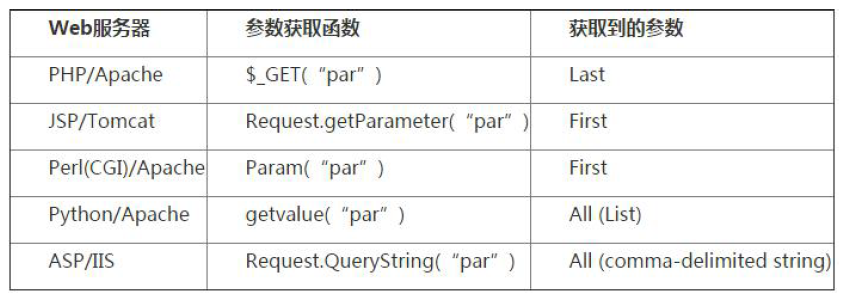 Web服务器 参数获取函数 获取到的参数
PHP/Apache $_GET(“par”) Last
JSP/Tomcat Request.getParameter(“par”) First
Perl(CGI)/Apache Param(“par”) First
Python/Apache getvalue(“par”) All (List)
ASP/IIS Request.QueryString(“par”) All (comma-delimited string)